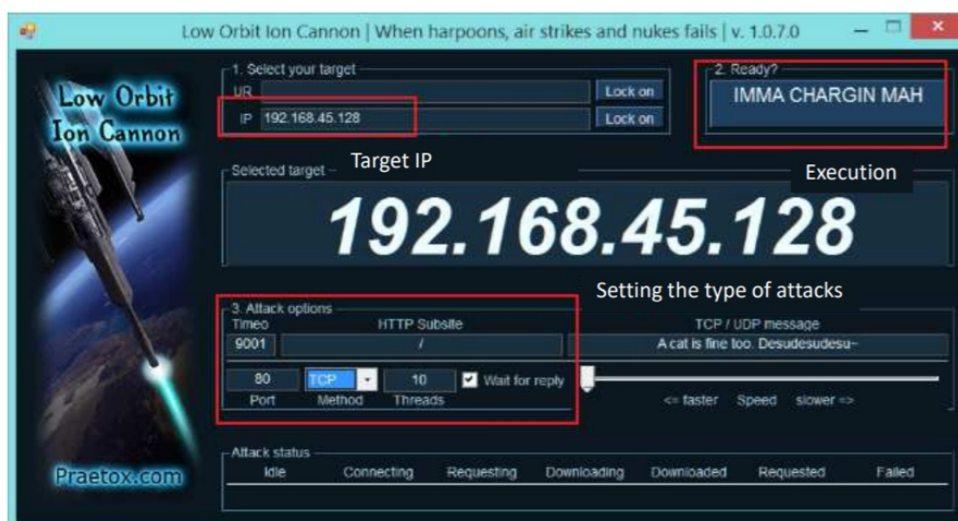 Low Orbit Ion Cannon | When harpoons, air strikes and nukes fails | v. 1.0.7.0
Low Orbit
Ion Cannon
1. Select your target
UR
Lock on
IP 192.168.45.128
Lock on
2. Ready?
IMMA CHARGIN MAH
Target IP
Execution
Selected target
192.168.45.128
Setting the type of attacks
3. Attack options
Timeo HTTP Subsite TCP / UDP message
9001 / A cat is fine too. Desudesudesu~
80 TCP 10 Wait for reply
Port Method Threads <= faster Speed slower =>
Attack status
Idle Connecting Requesting Downloading Downloaded Requested Failed
Praetox.com